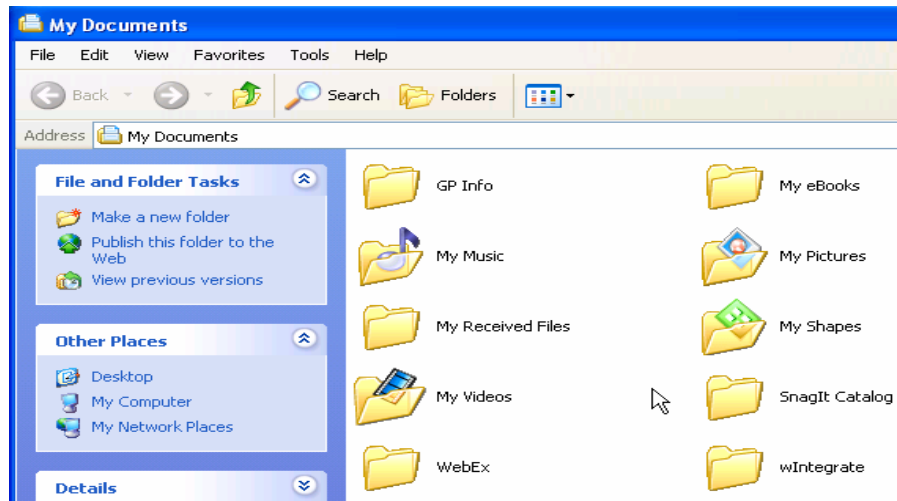 My Documents
File Edit View Favorites Tools Help
Back Search Folders
Address My Documents
File and Folder Tasks
Make a new folder
Publish this folder to the
Web
View previous versions
Other Places
Desktop
My Computer
My Network Places
Details
GP Info My eBooks
My Music My Pictures
My Received Files My Shapes
My Videos SnagIt Catalog
WebEx wIntegrate